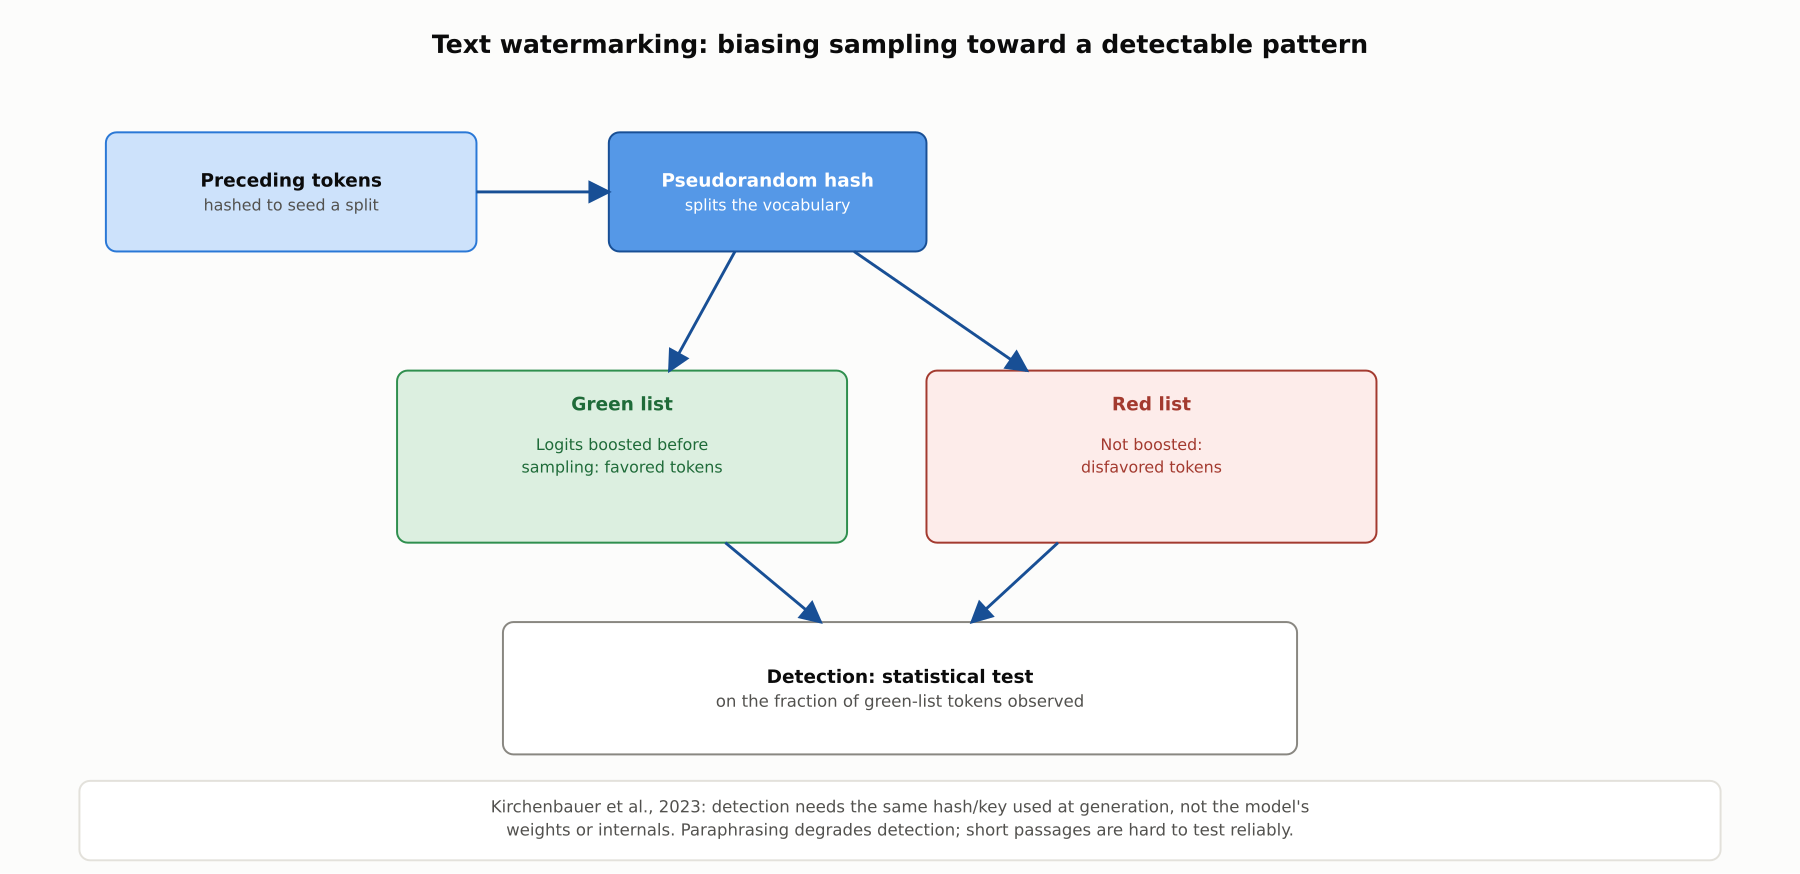 Text watermarking: biasing sampling toward a detectable pattern
Preceding tokens
hashed to seed a split
Pseudorandom hash
splits the vocabulary
Green list
Logits boosted before
sampling: favored tokens
Red list
Not boosted:
disfavored tokens
Detection: statistical test
on the fraction of green-list tokens observed
Kirchenbauer et al., 2023: detection needs the same hash/key used at generation, not the model's
weights or internals. Paraphrasing degrades detection; short passages are hard to test reliably.